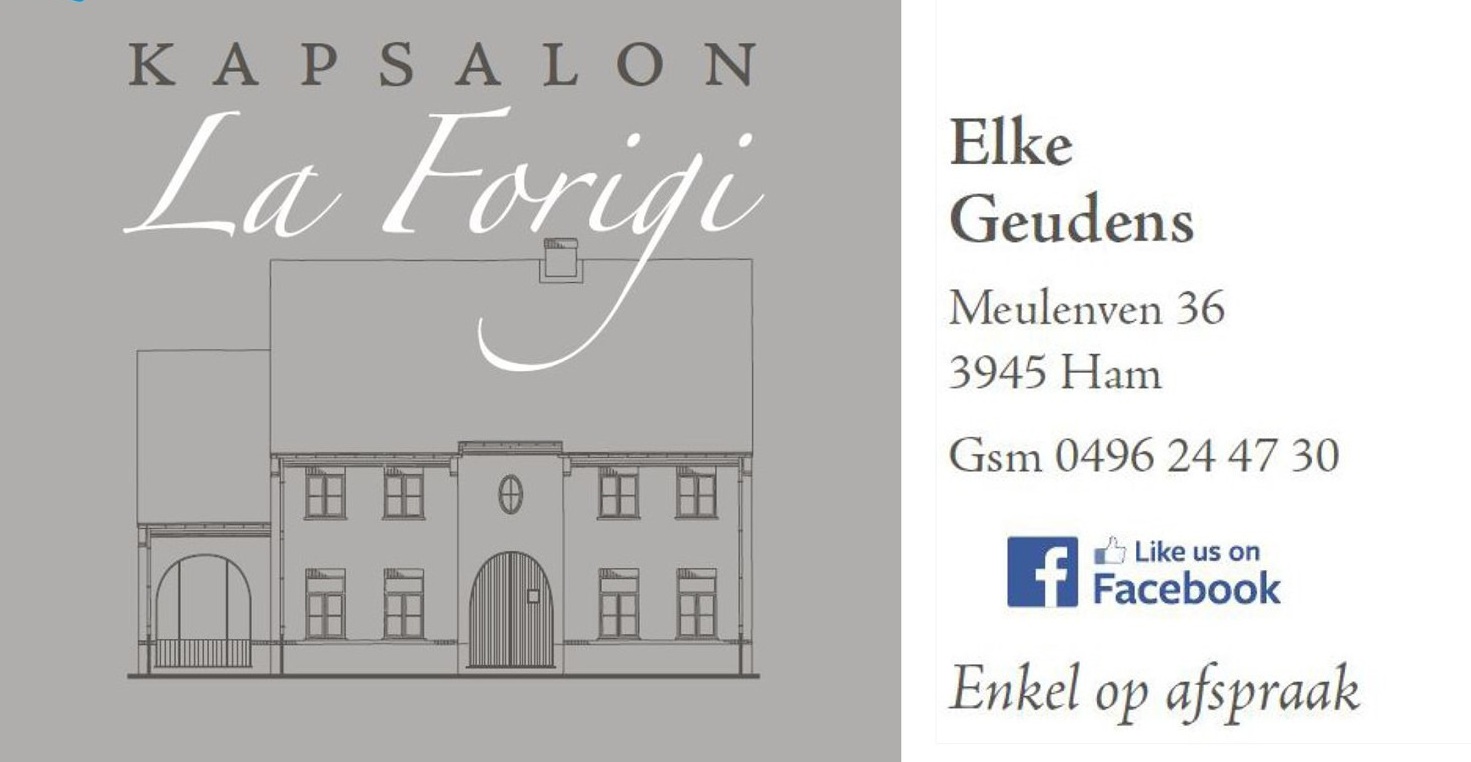 KAPSALON
La Forigi
Elke
Geudens
Meulenven 36
3945 Ham
Gsm 0496 24 47 30
f
Like us on
Facebook
Enkel op afspraak